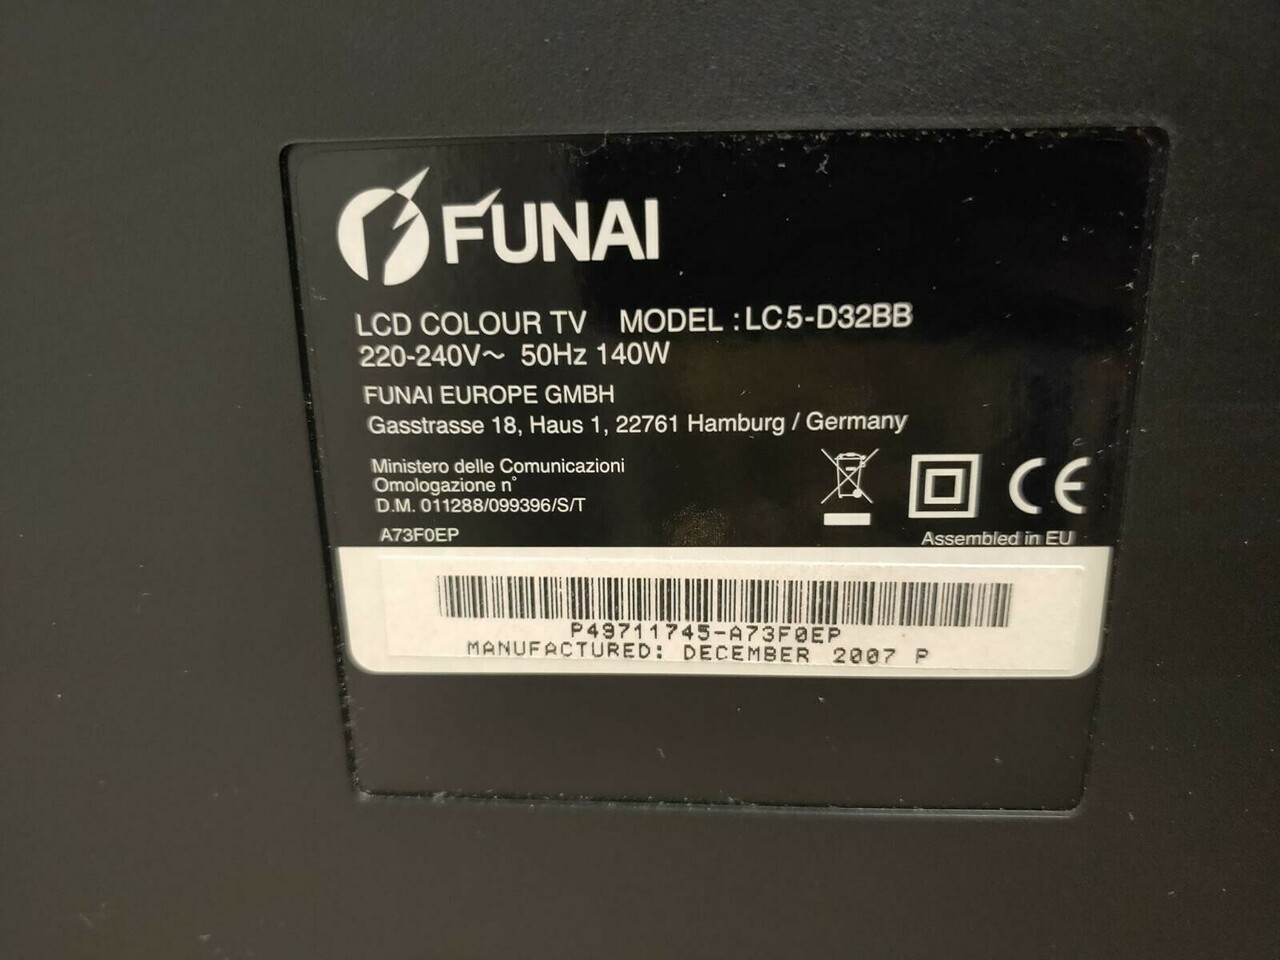 FUNAI
LCD COLOUR TV MODEL : LC5-D32BB
220-240V~ 50Hz 140W
FUNAI EUROPE GMBH
Gasstrasse 18, Haus 1, 22761 Hamburg / Germany
Ministero delle Comunicazioni
Omologazione n°
D.M. 011288/099396/S/T
A73F0EP
CE
Assembled in EU
P49711745-A73F0EP
MANUFACTURED: DECEMBER 2007 P